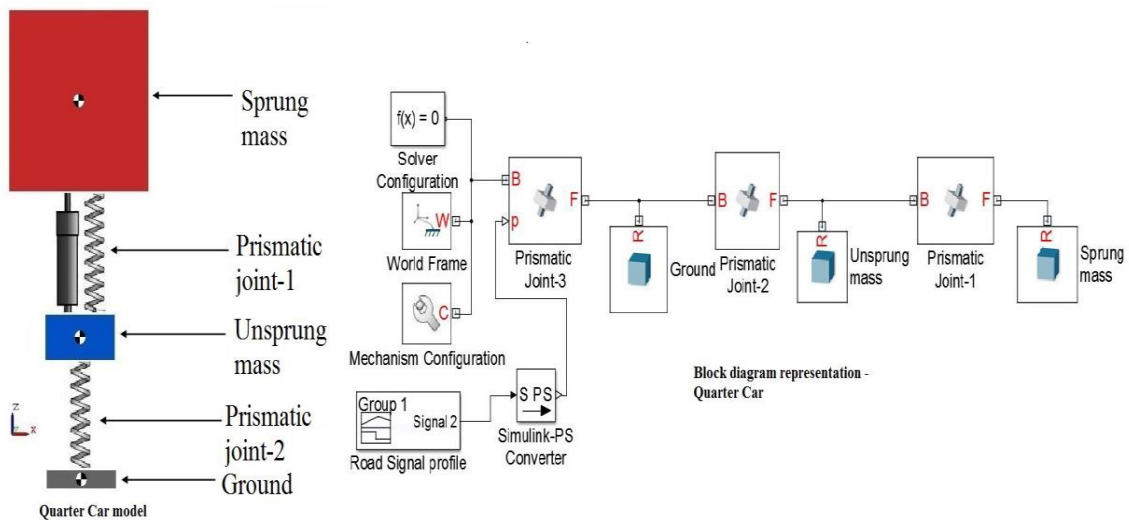 Sprung
mass
Prismatic
joint-1
Unsprung
mass
Prismatic
joint-2
Ground
z
x
Quarter Car model
f(x) = 0
Solver
Configuration
W
World Frame
C
Mechanism Configuration
Group 1
Signal 2
Road Signal profile
S PS
Simulink-PS
Converter
B
F
p
Prismatic
Joint-3
R
Ground
B
F
Prismatic
Joint-2
R
Unsprung
mass
B
F
Prismatic
Joint-1
R
Sprung
mass
Block diagram representation -
Quarter Car